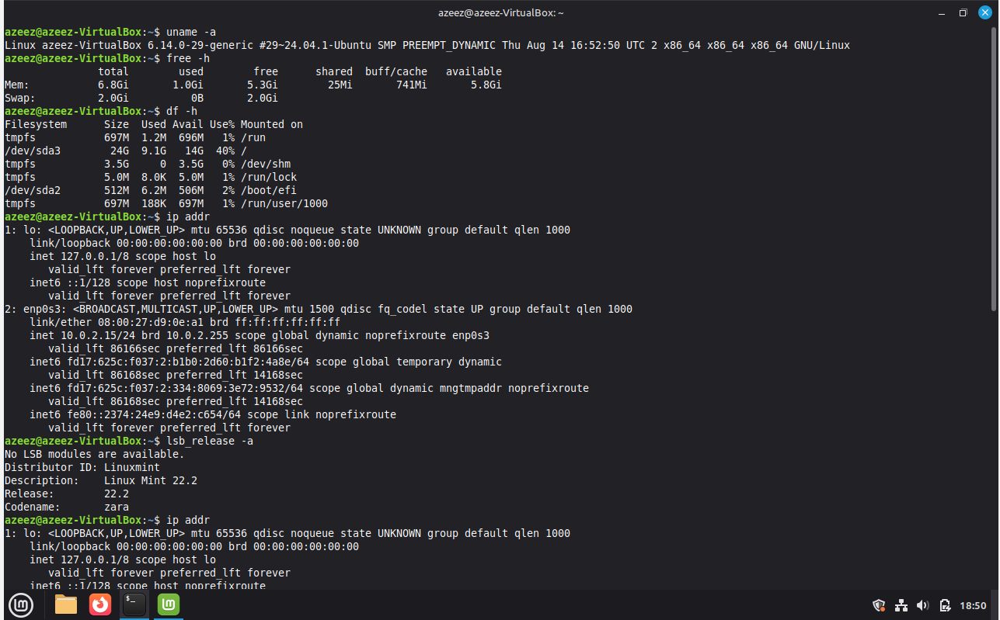 azeez@azeez-VirtualBox: ~
azeez@azeez-VirtualBox:~$ uname -a
Linux azeez-VirtualBox 6.14.0-29-generic #29~24.04.1-Ubuntu SMP PREEMPT_DYNAMIC Thu Aug 14 16:52:50 UTC 2 x86_64 x86_64 x86_64 GNU/Linux
azeez@azeez-VirtualBox:~$ free -h
               total        used        free      shared  buff/cache   available
Mem:           6.8Gi       1.0Gi       5.3Gi        25Mi       741Mi       5.8Gi
Swap:          2.0Gi          0B       2.0Gi
azeez@azeez-VirtualBox:~$ df -h
Filesystem      Size  Used Avail Use% Mounted on
tmpfs           697M  1.2M  696M   1% /run
/dev/sda3        24G  9.1G   14G  40% /
tmpfs           3.5G     0  3.5G   0% /dev/shm
tmpfs           5.0M  8.0K  5.0M   1% /run/lock
/dev/sda2       512M  6.2M  506M   2% /boot/efi
tmpfs           697M  188K  697M   1% /run/user/1000
azeez@azeez-VirtualBox:~$ ip addr
1: lo: <LOOPBACK,UP,LOWER_UP> mtu 65536 qdisc noqueue state UNKNOWN group default qlen 1000
    link/loopback 00:00:00:00:00:00 brd 00:00:00:00:00:00
    inet 127.0.0.1/8 scope host lo
       valid_lft forever preferred_lft forever
    inet6 ::1/128 scope host noprefixroute
       valid_lft forever preferred_lft forever
2: enp0s3: <BROADCAST,MULTICAST,UP,LOWER_UP> mtu 1500 qdisc fq_codel state UP group default qlen 1000
    link/ether 08:00:27:d9:0e:a1 brd ff:ff:ff:ff:ff:ff
    inet 10.0.2.15/24 brd 10.0.2.255 scope global dynamic noprefixroute enp0s3
       valid_lft 86166sec preferred_lft 86166sec
    inet6 fd17:625c:f037:2:b1b0:2d60:b1f2:4a8e/64 scope global temporary dynamic
       valid_lft 86168sec preferred_lft 14168sec
    inet6 fd17:625c:f037:2:334:8069:3e72:9532/64 scope global dynamic mngtmpaddr noprefixroute
       valid_lft 86168sec preferred_lft 14168sec
    inet6 fe80::2374:24e9:d4e2:c654/64 scope link noprefixroute
       valid_lft forever preferred_lft forever
azeez@azeez-VirtualBox:~$ lsb_release -a
No LSB modules are available.
Distributor ID: Linuxmint
Description:    Linux Mint 22.2
Release:        22.2
Codename:       zara
azeez@azeez-VirtualBox:~$ ip addr
1: lo: <LOOPBACK,UP,LOWER_UP> mtu 65536 qdisc noqueue state UNKNOWN group default qlen 1000
    link/loopback 00:00:00:00:00:00 brd 00:00:00:00:00:00
    inet 127.0.0.1/8 scope host lo
       valid_lft forever preferred_lft forever
    inet6 ::1/128 scope host noprefixroute
$_
18:50